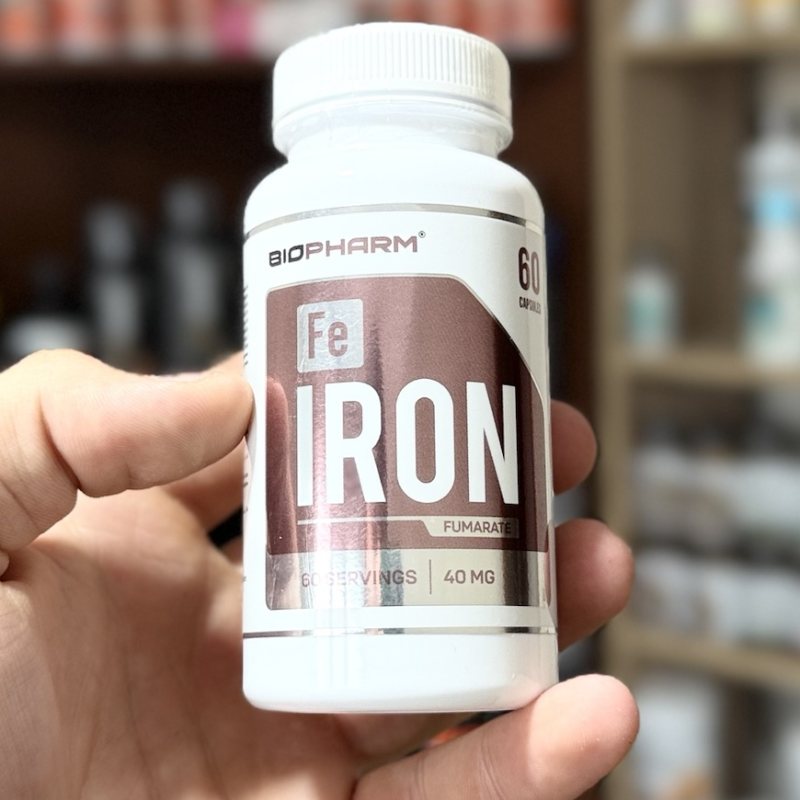 BIOPHARM®
60
CAPSULES
Fe
IRON
FUMARATE
60 SERVINGS | 40 MG